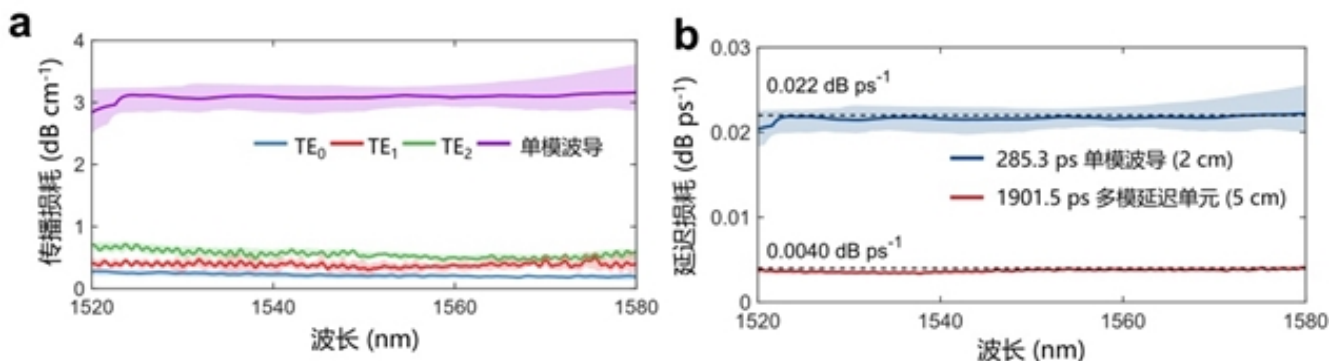 a
传播损耗 (dB cm⁻¹)
4
3
2
1
0
TE₀ TE₁ TE₂ 单模波导
1520 1540 1560 1580
波长 (nm)
b
延迟损耗 (dB ps⁻¹)
0.03
0.02
0.01
0
0.022 dB ps⁻¹
285.3 ps 单模波导 (2 cm)
1901.5 ps 多模延迟单元 (5 cm)
0.0040 dB ps⁻¹
1520 1540 1560 1580
波长 (nm)